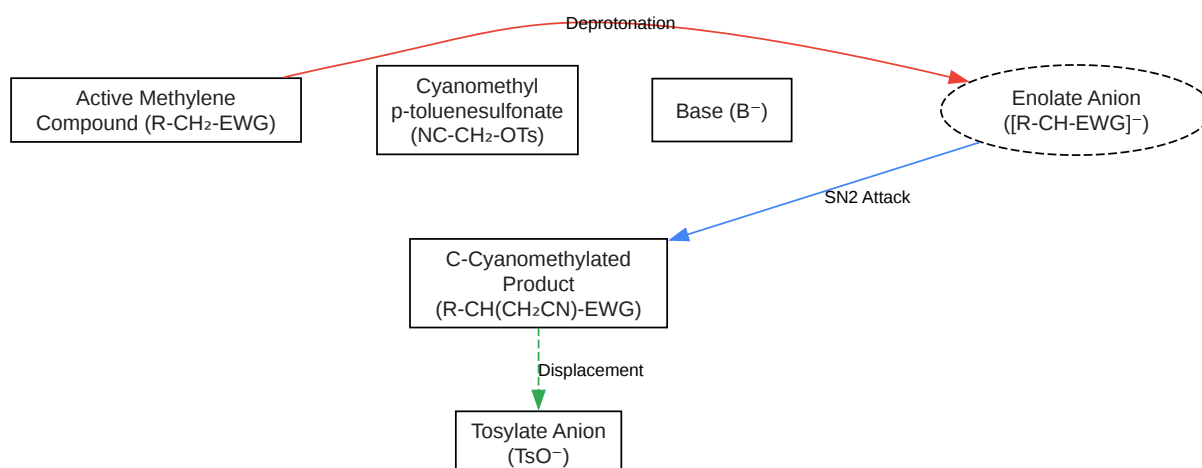 Deprotonation
Active Methylene
Compound (R-CH₂-EWG)
Cyanomethyl
p-toluenesulfonate
(NC-CH₂-OTs)
Base (B⁻)
Enolate Anion
([R-CH-EWG]⁻)
SN2 Attack
C-Cyanomethylated
Product
(R-CH(CH₂CN)-EWG)
Displacement
Tosylate Anion
(TsO⁻)